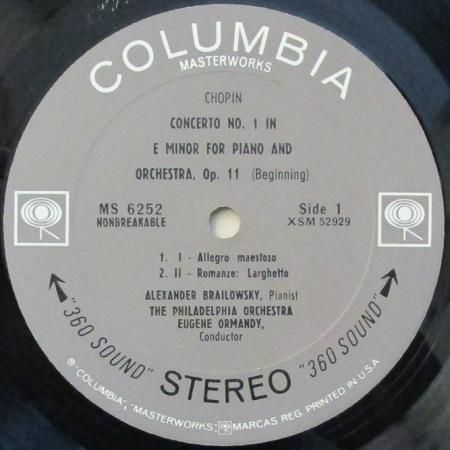 COLUMBIA
MASTERWORKS
CHOPIN
CONCERTO NO. 1 IN
E MINOR FOR PIANO AND
ORCHESTRA, Op. 11 (Beginning)
MS 6252
NONBREAKABLE
Side 1
XSM 52929
1. I - Allegro maestoso
2. II - Romanze: Larghetto
ALEXANDER BRAILOWSKY, Pianist
THE PHILADELPHIA ORCHESTRA
EUGENE ORMANDY,
Conductor
"360 SOUND" STEREO "360 SOUND"
® "COLUMBIA", "MASTERWORKS", MARCAS REG. PRINTED IN U.S.A.